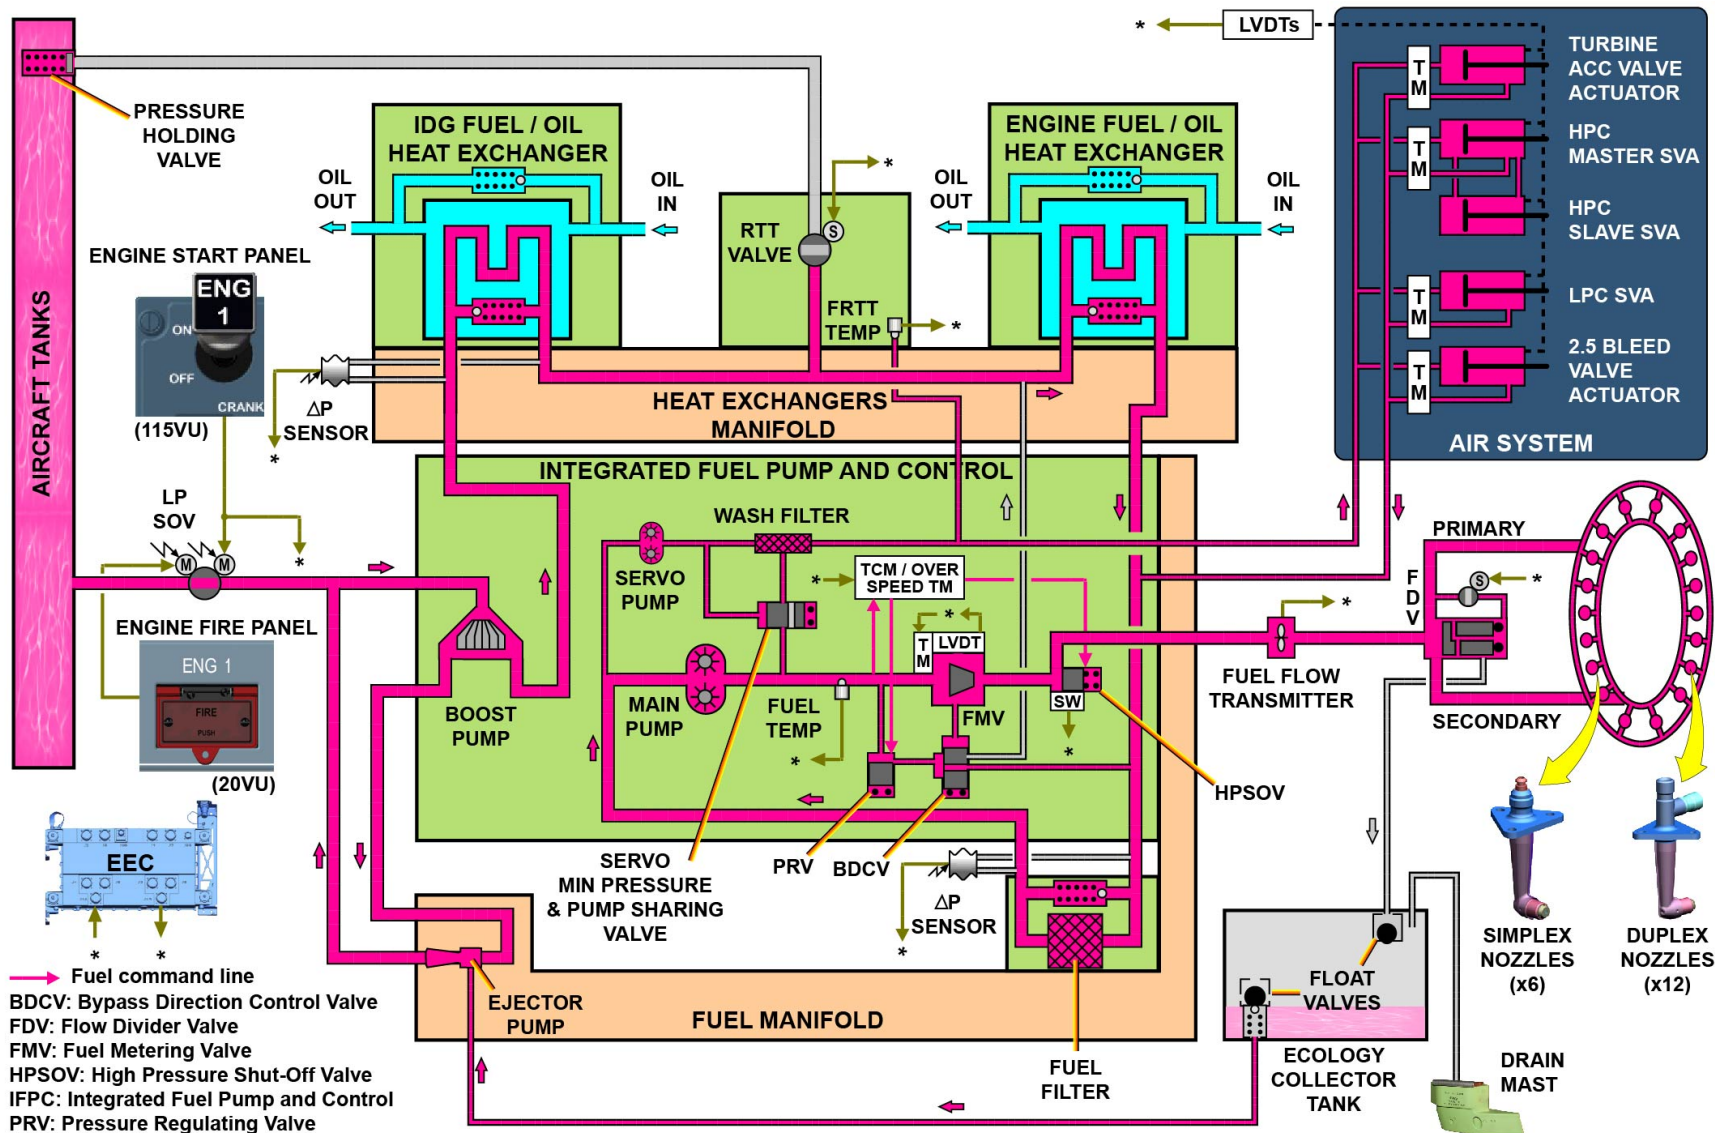 LVDTs
*
PRESSURE
HOLDING
VALVE
IDG FUEL / OIL
HEAT EXCHANGER
ENGINE FUEL / OIL
HEAT EXCHANGER
TURBINE
ACC VALVE
ACTUATOR
TM
HPC
MASTER SVA
TM
HPC
SLAVE SVA
LPC SVA
TM
2.5 BLEED
VALVE
ACTUATOR
TM
AIR SYSTEM
OIL
OUT
OIL
IN
OIL
OUT
OIL
IN
*
S
RTT
VALVE
FRTT
TEMP
*
AIRCRAFT TANKS
ENGINE START PANEL
ENG
1
ON
OFF
CRANK
(115VU)
ΔP
SENSOR
*
HEAT EXCHANGERS
MANIFOLD
INTEGRATED FUEL PUMP AND CONTROL
LP
SOV
M
M
*
WASH FILTER
SERVO
PUMP
*
TCM / OVER
SPEED TM
*
TM
LVDT
MAIN
PUMP
FUEL
TEMP
*
FMV
SW
*
BOOST
PUMP
ENGINE FIRE PANEL
ENG 1
FIRE
PUSH
(20VU)
PRIMARY
FDV
S
*
*
FUEL FLOW
TRANSMITTER
SECONDARY
HPSOV
SERVO
MIN PRESSURE
& PUMP SHARING
VALVE
PRV
BDCV
ΔP
SENSOR
*
EEC
*
*
EJECTOR
PUMP
FUEL MANIFOLD
FUEL
FILTER
FLOAT
VALVES
ECOLOGY
COLLECTOR
TANK
DRAIN
MAST
SIMPLEX
NOZZLES
(x6)
DUPLEX
NOZZLES
(x12)
Fuel command line
BDCV: Bypass Direction Control Valve
FDV: Flow Divider Valve
FMV: Fuel Metering Valve
HPSOV: High Pressure Shut-Off Valve
IFPC: Integrated Fuel Pump and Control
PRV: Pressure Regulating Valve